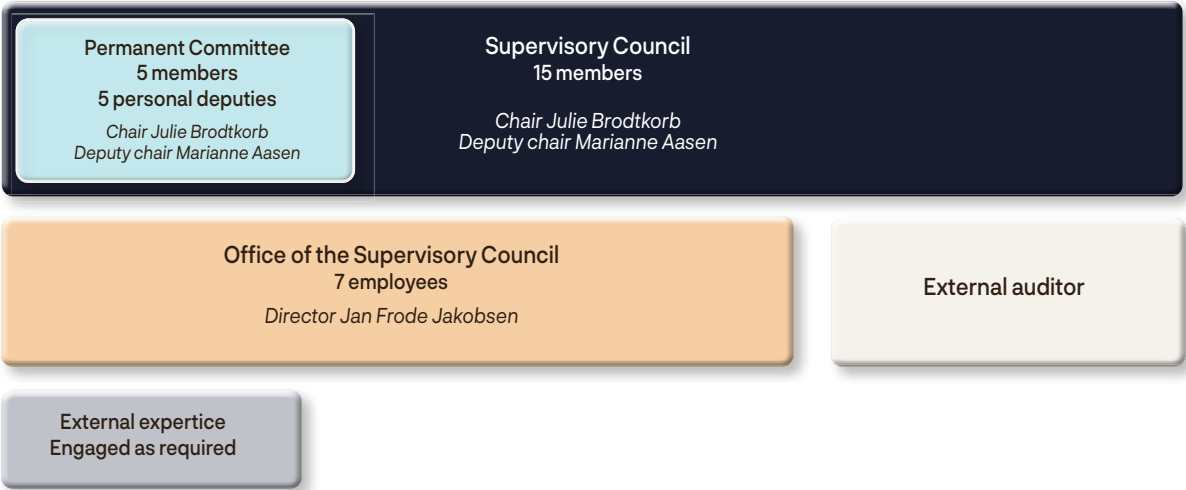 Permanent Committee
5 members
5 personal deputies
Chair Julie Brodtkorb
Deputy chair Marianne Aasen
Supervisory Council
15 members
Chair Julie Brodtkorb
Deputy chair Marianne Aasen
Office of the Supervisory Council
7 employees
Director Jan Frode Jakobsen
External auditor
External expertice
Engaged as required